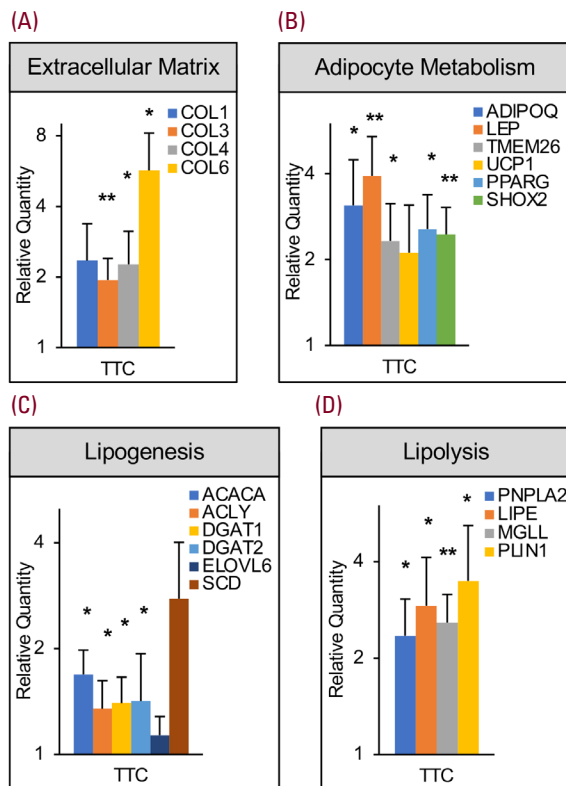 (A)
Extracellular Matrix
COL1
COL3
COL4
COL6
*
**
*
8
4
2
1
Relative Quantity
TTC
(B)
Adipocyte Metabolism
ADIPOQ
LEP
TMEM26
UCP1
PPARG
SHOX2
*
**
*
*
**
4
2
1
Relative Quantity
TTC
(C)
Lipogenesis
ACACA
ACLY
DGAT1
DGAT2
ELOVL6
SCD
*
*
*
*
4
2
1
Relative Quantity
TTC
(D)
Lipolysis
PNPLA2
LIPE
MGLL
PLIN1
*
*
**
*
4
2
1
Relative Quantity
TTC